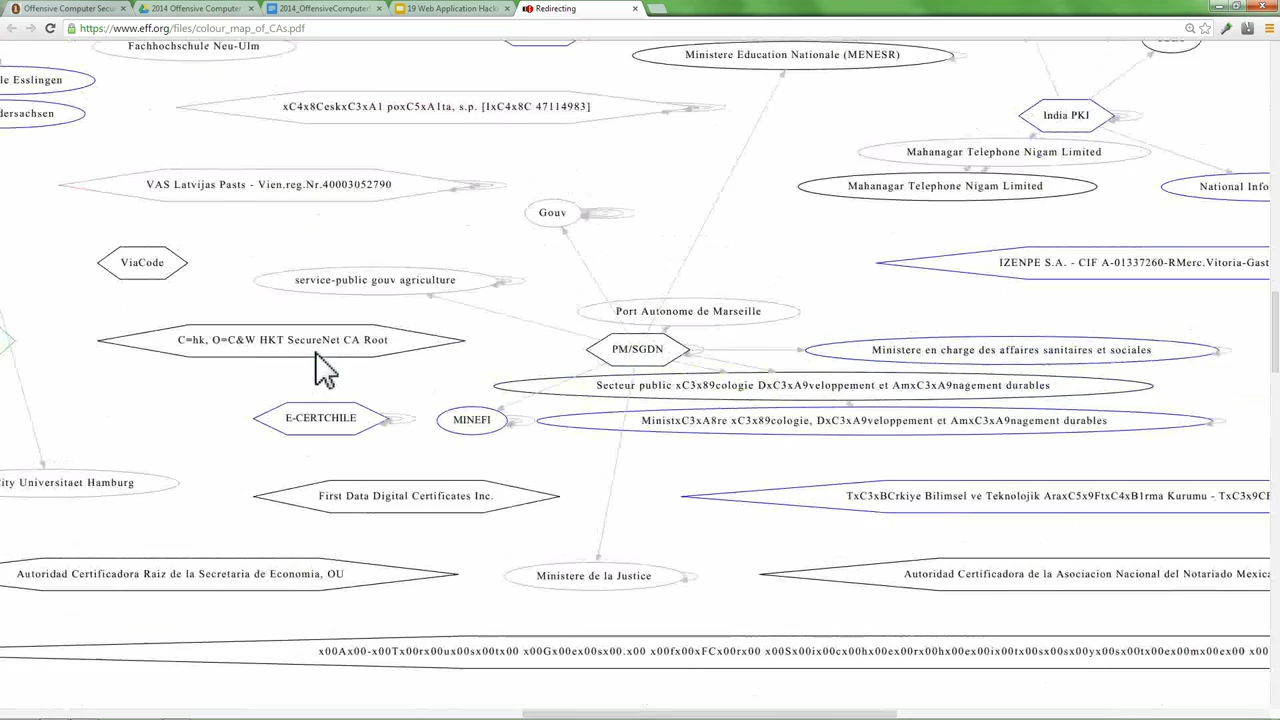 Offensive Computer Secu
2014 Offensive Computer
2014_OffensiveComputerS
19 Web Application Hack
Redirecting
https://www.eff.org/files/colour_map_of_CAs.pdf
Fachhochschule Neu-Ulm
Ministere Education Nationale (MENESR)
le Esslingen
xC4x8CeskxC3xA1 poxC5xA1ta, s.p. [IxC4x8C 47114983]
dersachsen
India PKI
Mahanagar Telephone Nigam Limited
VAS Latvijas Pasts - Vien.reg.Nr.40003052790
Mahanagar Telephone Nigam Limited
National Info
Gouv
ViaCode
IZENPE S.A. - CIF A-01337260-RMerc.Vitoria-Gast
service-public gouv agriculture
Port Autonome de Marseille
C=hk, O=C&W HKT SecureNet CA Root
PM/SGDN
Ministere en charge des affaires sanitaires et sociales
Secteur public xC3x89cologie DxC3xA9veloppement et AmxC3xA9nagement durables
E-CERTCHILE
MINEFI
MinistxC3xA8re xC3x89cologie, DxC3xA9veloppement et AmxC3xA9nagement durables
City Universitaet Hamburg
First Data Digital Certificates Inc.
TxC3xBCrkiye Bilimsel ve Teknolojik AraxC5x9FtxC4xB1rma Kurumu - TxC3x9CB
Autoridad Certificadora Raiz de la Secretaria de Economia, OU
Ministere de la Justice
Autoridad Certificadora de la Asociacion Nacional del Notariado Mexica
x00Ax00-x00Tx00rx00ux00sx00tx00 x00Gx00ex00sx00.x00 x00fx00xFCx00rx00 x00Sx00ix00cx00hx00ex00rx00hx00ex00ix00tx00sx00sx00yx00sx00tx00ex00mx00ex00 x00